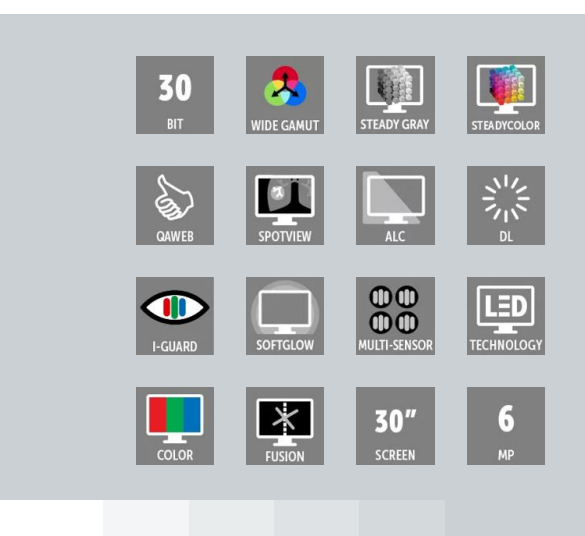 30
BIT
WIDE GAMUT
STEADY GRAY
STEADYCOLOR
QAWEB
SPOTVIEW
ALC
DL
I-GUARD
SOFTGLOW
MULTI-SENSOR
LED
TECHNOLOGY
COLOR
FUSION
30"
SCREEN
6
MP